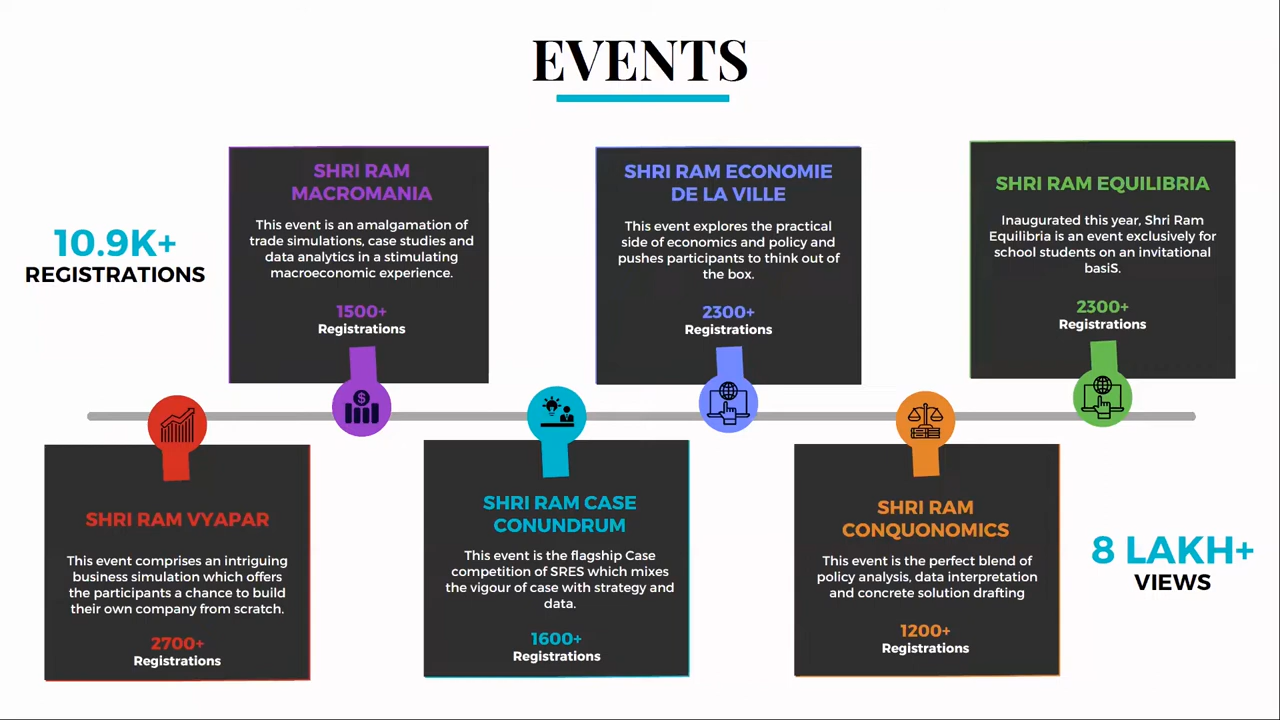 EVENTS
10.9K+
REGISTRATIONS
SHRI RAM
MACROMANIA
This event is an amalgamation of
trade simulations, case studies and
data analytics in a stimulating
macroeconomic experience.
1500+
Registrations
SHRI RAM ECONOMIE
DE LA VILLE
This event explores the practical
side of economics and policy and
pushes participants to think out of
the box.
2300+
Registrations
SHRI RAM EQUILIBRIA
Inaugurated this year, Shri Ram
Equilibria is an event exclusively for
school students on an invitational
basiS.
2300+
Registrations
SHRI RAM VYAPAR
This event comprises an intriguing
business simulation which offers
the participants a chance to build
their own company from scratch.
2700+
Registrations
SHRI RAM CASE
CONUNDRUM
This event is the flagship Case
competition of SRES which mixes
the vigour of case with strategy and
data.
1600+
Registrations
SHRI RAM
CONQUONOMICS
This event is the perfect blend of
policy analysis, data interpretation
and concrete solution drafting
1200+
Registrations
8 LAKH+
VIEWS